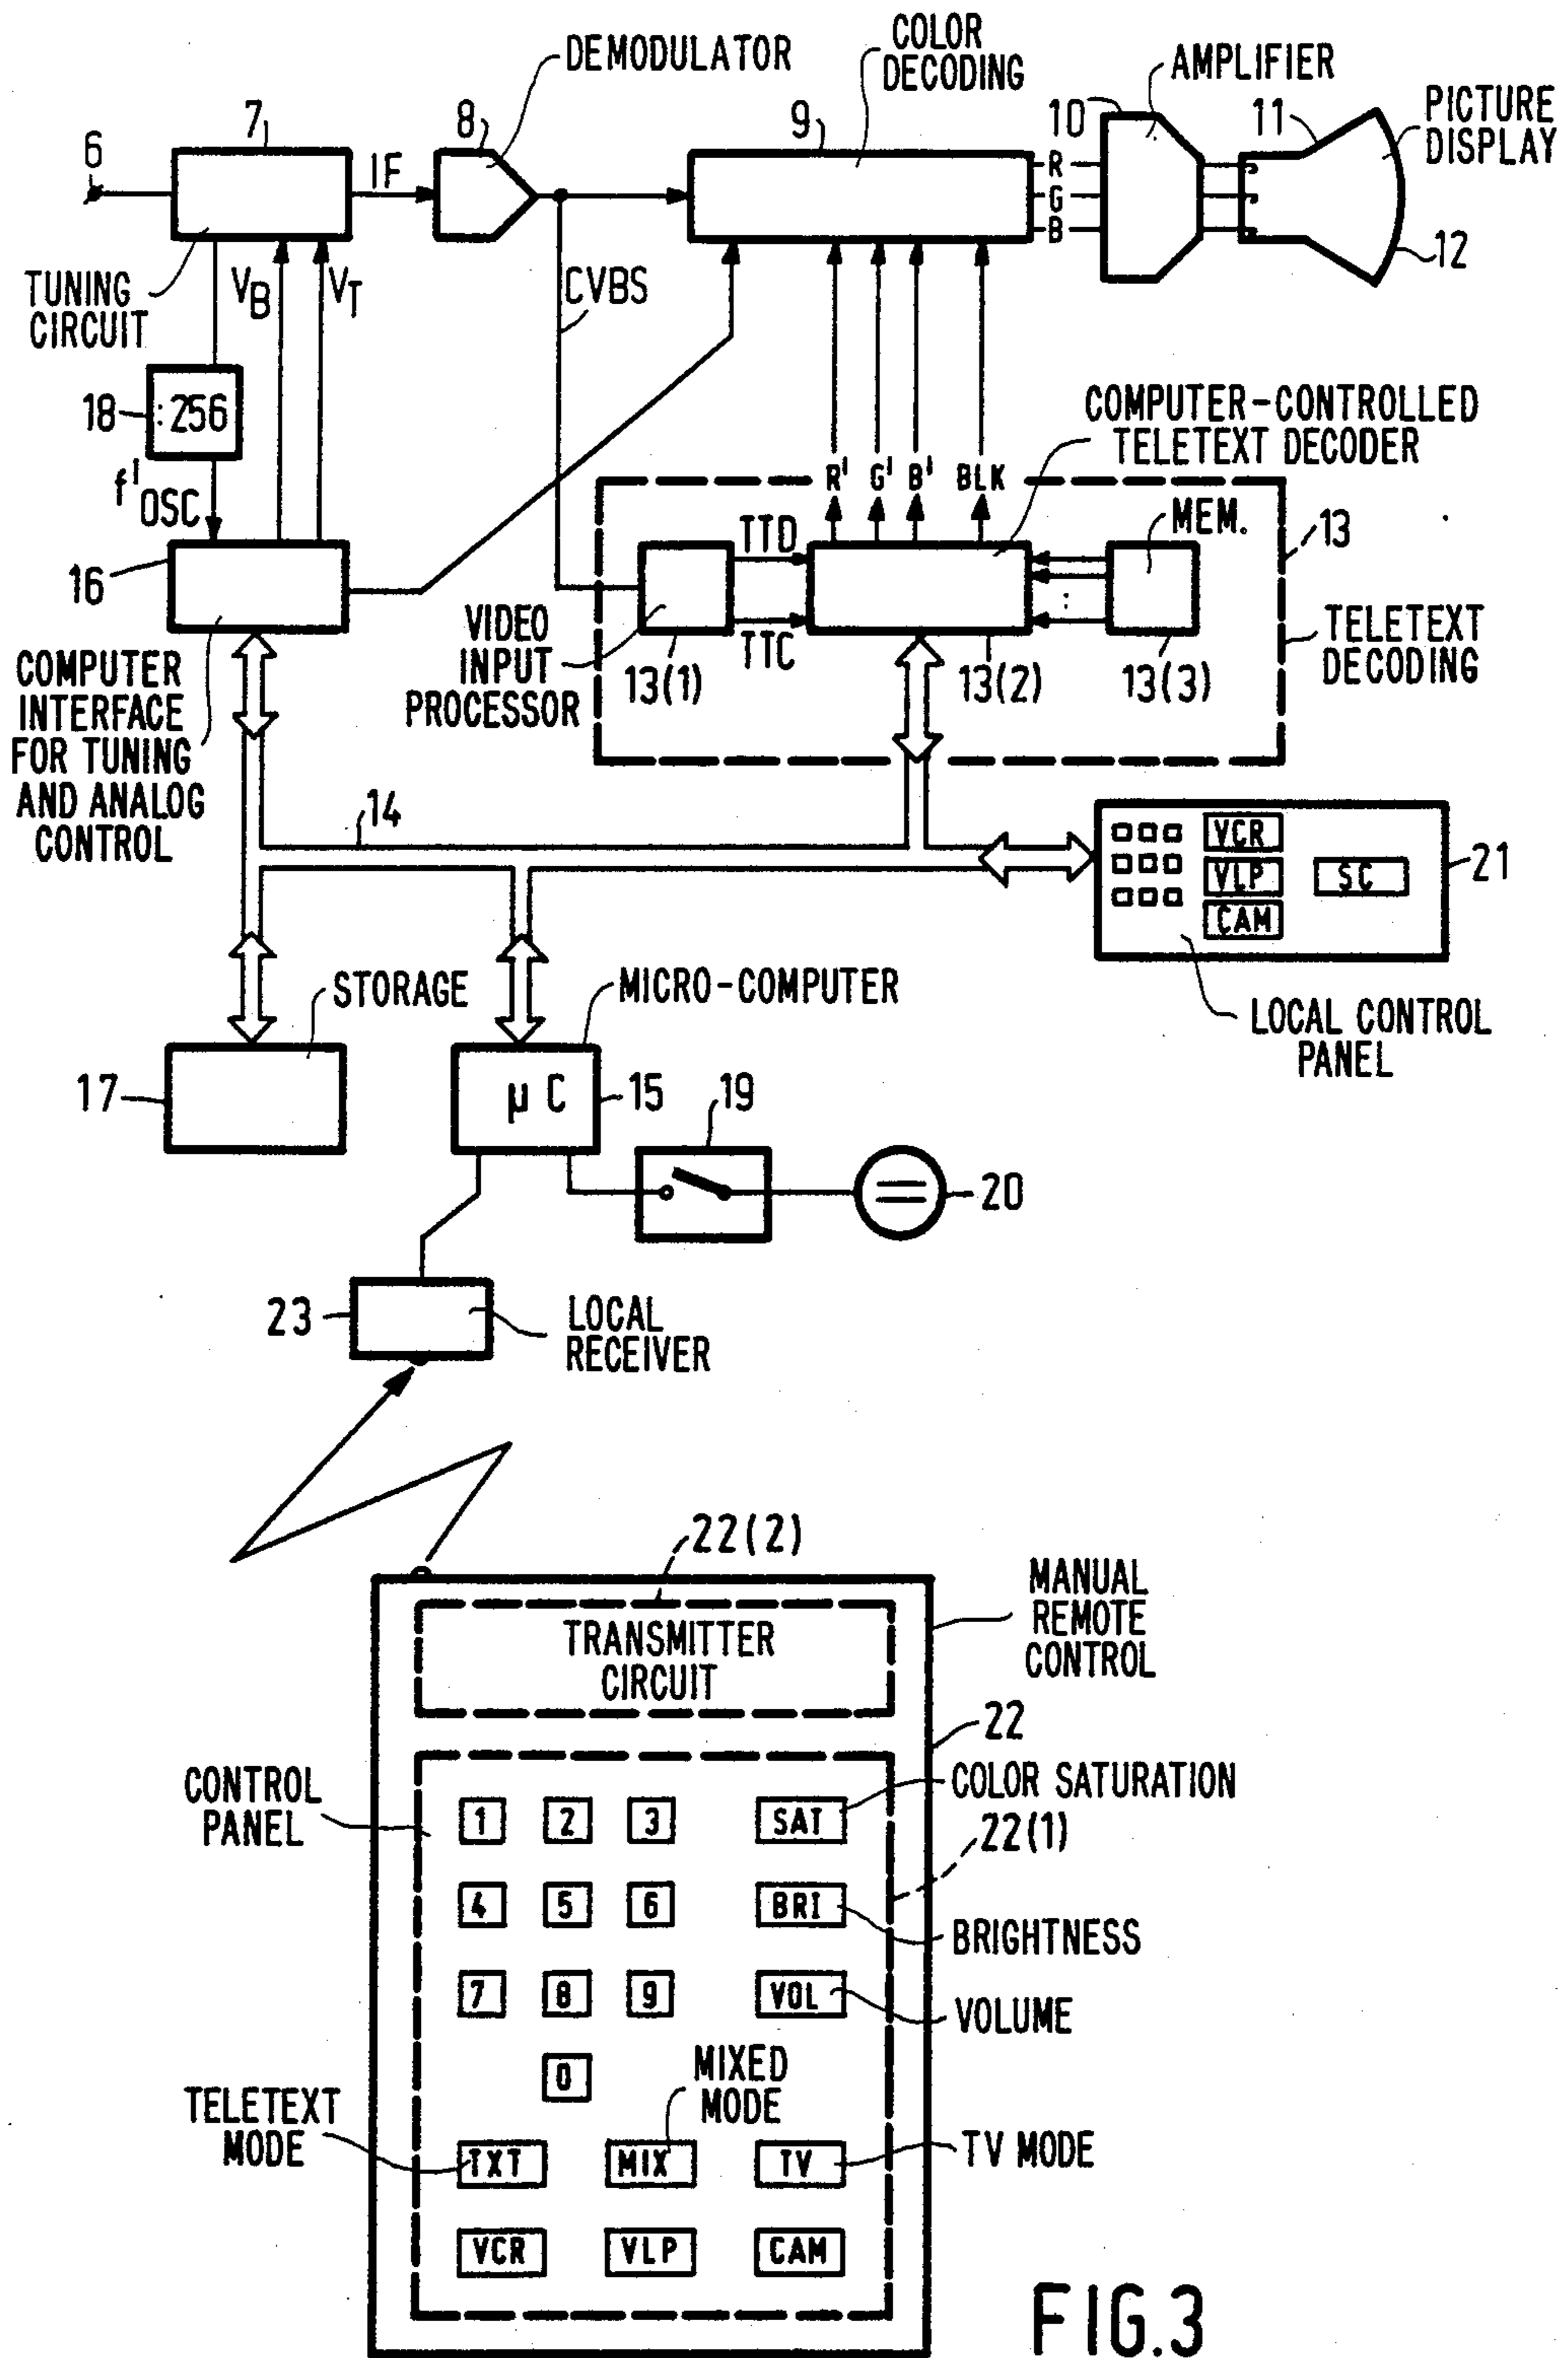 DEMODULATOR
COLOR
DECODING
AMPLIFIER
PICTURE
DISPLAY
6
7
8
9
10
11
12
IF
R
G
B
TUNING
CIRCUIT
VB
VT
CVBS
18
:256
f'OSC
COMPUTER-CONTROLLED
TELETEXT DECODER
R'
G'
B'
BLK
MEM.
13
16
TTD
TTC
VIDEO
INPUT
PROCESSOR
13(1)
13(2)
13(3)
TELETEXT
DECODING
COMPUTER
INTERFACE
FOR TUNING
AND ANALOG
CONTROL
14
VCR
VLP
CAM
SC
21
STORAGE
MICRO-COMPUTER
LOCAL CONTROL
PANEL
17
μC
15
19
20
23
LOCAL
RECEIVER
22(2)
TRANSMITTER
CIRCUIT
MANUAL
REMOTE
CONTROL
22
CONTROL
PANEL
1 2 3 SAT
COLOR SATURATION
22(1)
4 5 6 BRI
BRIGHTNESS
7 8 9 VOL
VOLUME
0
MIXED
MODE
TELETEXT
MODE
TXT MIX TV
TV MODE
VCR VLP CAM
FIG.3